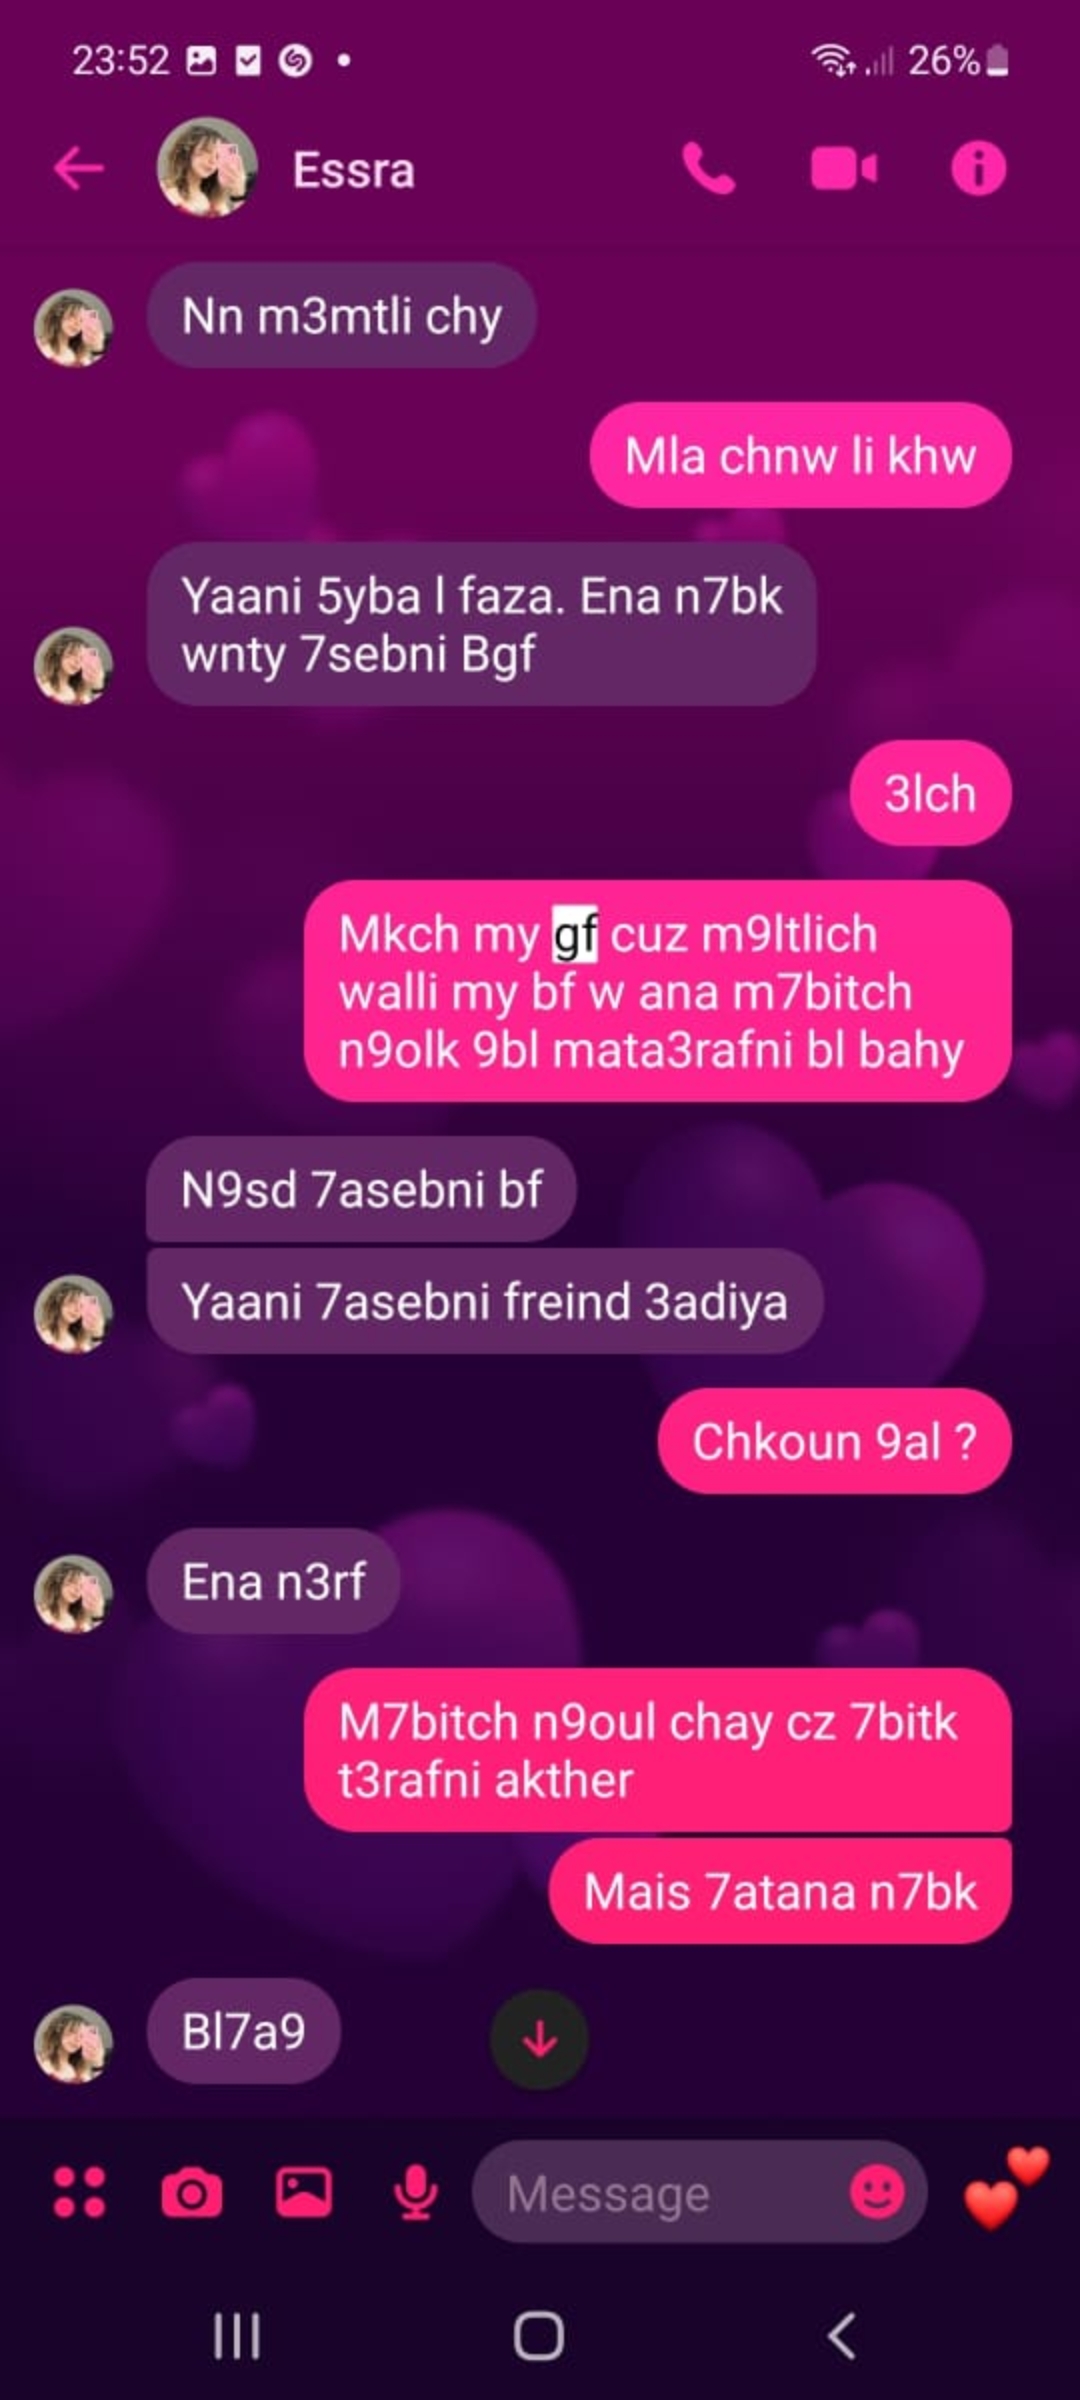 23:52
26%
Essra
Nn m3mtli chy
Mla chnw li khw
Yaani 5yba l faza. Ena n7bk
wnty 7sebni Bgf
3lch
Mkch my gf cuz m9ltlich
walli my bf w ana m7bitch
n9olk 9bl mata3rafni bl bahy
N9sd 7asebni bf
Yaani 7asebni freind 3adiya
Chkoun 9al ?
Ena n3rf
M7bitch n9oul chay cz 7bitk
t3rafni akther
Mais 7atana n7bk
Bl7a9
Message